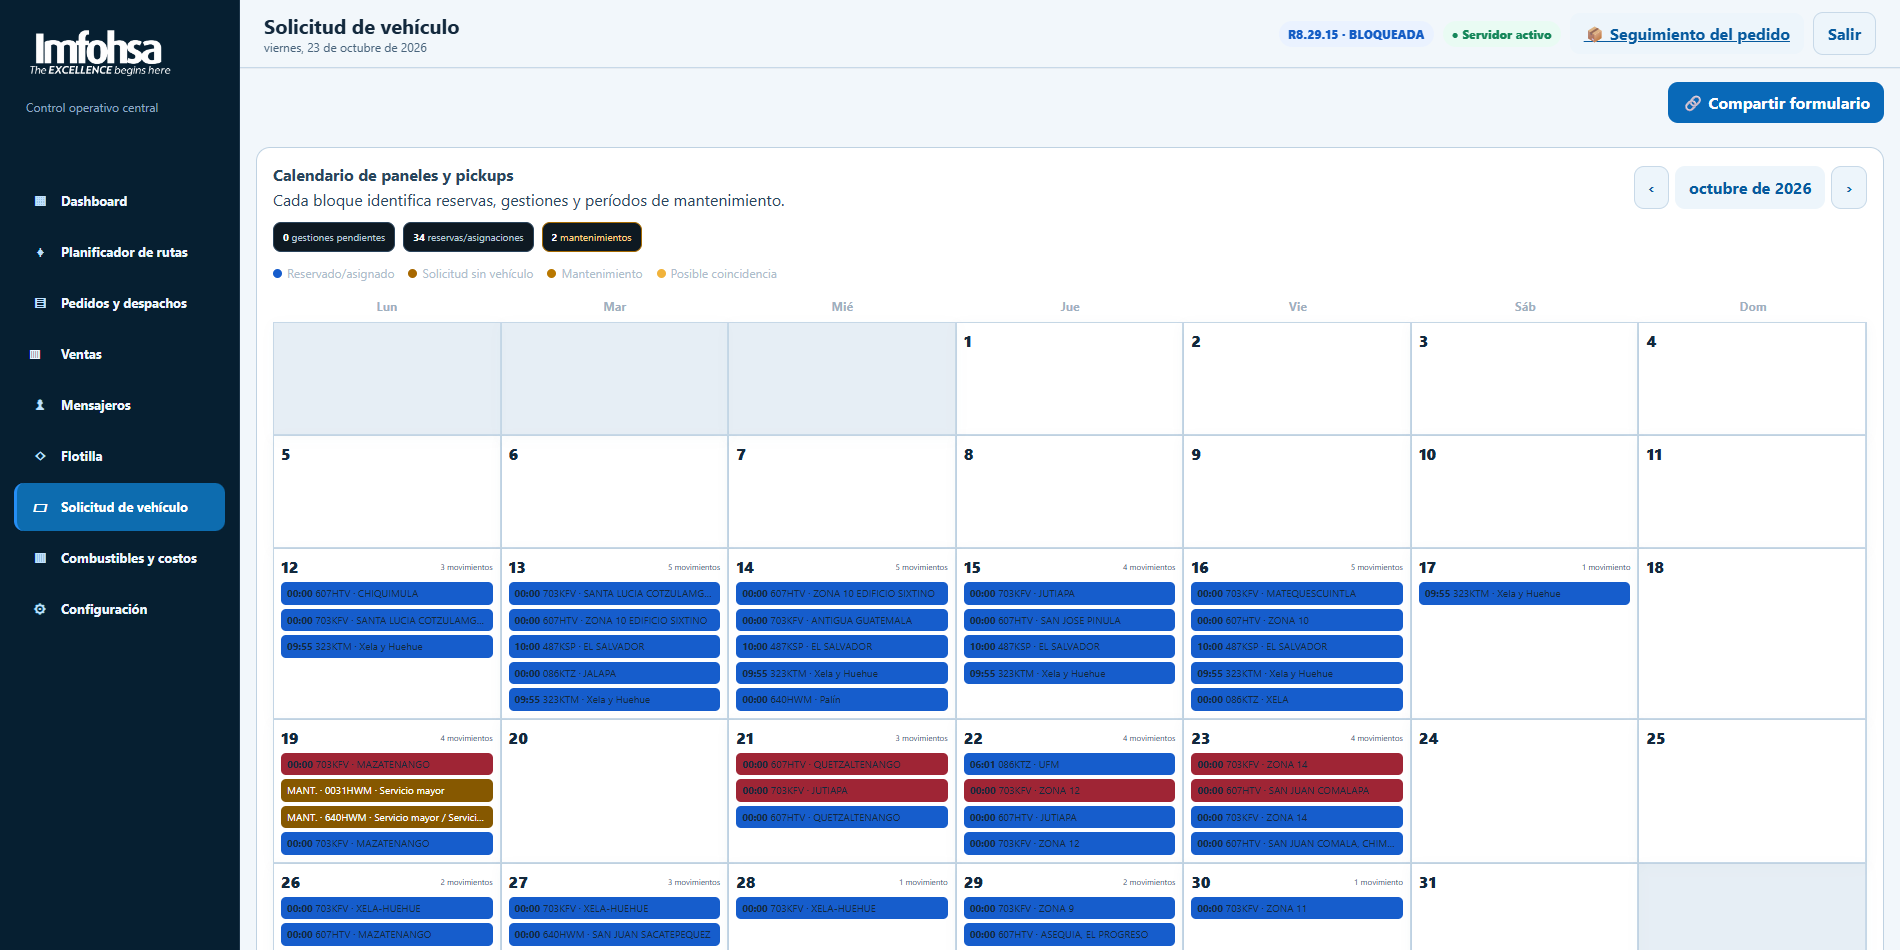 Imfohsa
The EXCELLENCE begins here
Control operativo central
Dashboard
Planificador de rutas
Pedidos y despachos
Ventas
Mensajeros
Flotilla
Solicitud de vehículo
Combustibles y costos
Configuración
Solicitud de vehículo
viernes, 23 de octubre de 2026
R8.29.15 · BLOQUEADA
• Servidor activo
Seguimiento del pedido
Salir
Compartir formulario
Calendario de paneles y pickups
Cada bloque identifica reservas, gestiones y períodos de mantenimiento.
‹ octubre de 2026 ›
0 gestiones pendientes
34 reservas/asignaciones
2 mantenimientos
Reservado/asignado
Solicitud sin vehículo
Mantenimiento
Posible coincidencia
Lun Mar Mié Jue Vie Sáb Dom
1
2
3
4
5
6
7
8
9
10
11
12 3 movimientos
00:00 607HTV · CHIQUIMULA
00:00 703KFV · SANTA LUCIA COTZULAMG...
09:55 323KTM · Xela y Huehue
13 5 movimientos
00:00 703KFV · SANTA LUCIA COTZULAMG...
00:00 607HTV · ZONA 10 EDIFICIO SIXTINO
10:00 487KSP · EL SALVADOR
00:00 086KTZ · JALAPA
09:55 323KTM · Xela y Huehue
14 5 movimientos
00:00 607HTV · ZONA 10 EDIFICIO SIXTINO
00:00 703KFV · ANTIGUA GUATEMALA
10:00 487KSP · EL SALVADOR
09:55 323KTM · Xela y Huehue
00:00 640HWM · Palín
15 4 movimientos
00:00 703KFV · JUTIAPA
00:00 607HTV · SAN JOSE PINULA
10:00 487KSP · EL SALVADOR
09:55 323KTM · Xela y Huehue
16 5 movimientos
00:00 703KFV · MATEQUESCUINTLA
00:00 607HTV · ZONA 10
10:00 487KSP · EL SALVADOR
09:55 323KTM · Xela y Huehue
00:00 086KTZ · XELA
17 1 movimiento
09:55 323KTM · Xela y Huehue
18
19 4 movimientos
00:00 703KFV · MAZATENANGO
MANT. · 0031HWM · Servicio mayor
MANT. · 640HWM · Servicio mayor / Servici...
00:00 703KFV · MAZATENANGO
20
21 3 movimientos
00:00 607HTV · QUETZALTENANGO
00:00 703KFV · JUTIAPA
00:00 607HTV · QUETZALTENANGO
22 4 movimientos
06:01 086KTZ · UFM
00:00 703KFV · ZONA 12
00:00 607HTV · JUTIAPA
00:00 703KFV · ZONA 12
23 4 movimientos
00:00 703KFV · ZONA 14
00:00 607HTV · SAN JUAN COMALAPA
00:00 703KFV · ZONA 14
00:00 607HTV · SAN JUAN COMALA, CHIM...
24
25
26 2 movimientos
00:00 703KFV · XELA-HUEHUE
00:00 607HTV · MAZATENANGO
27 3 movimientos
00:00 703KFV · XELA-HUEHUE
00:00 640HWM · SAN JUAN SACATEPEQUEZ
28 1 movimiento
00:00 703KFV · XELA-HUEHUE
29 2 movimientos
00:00 703KFV · ZONA 9
00:00 607HTV · ASEQUIA, EL PROGRESO
30 1 movimiento
00:00 703KFV · ZONA 11
31